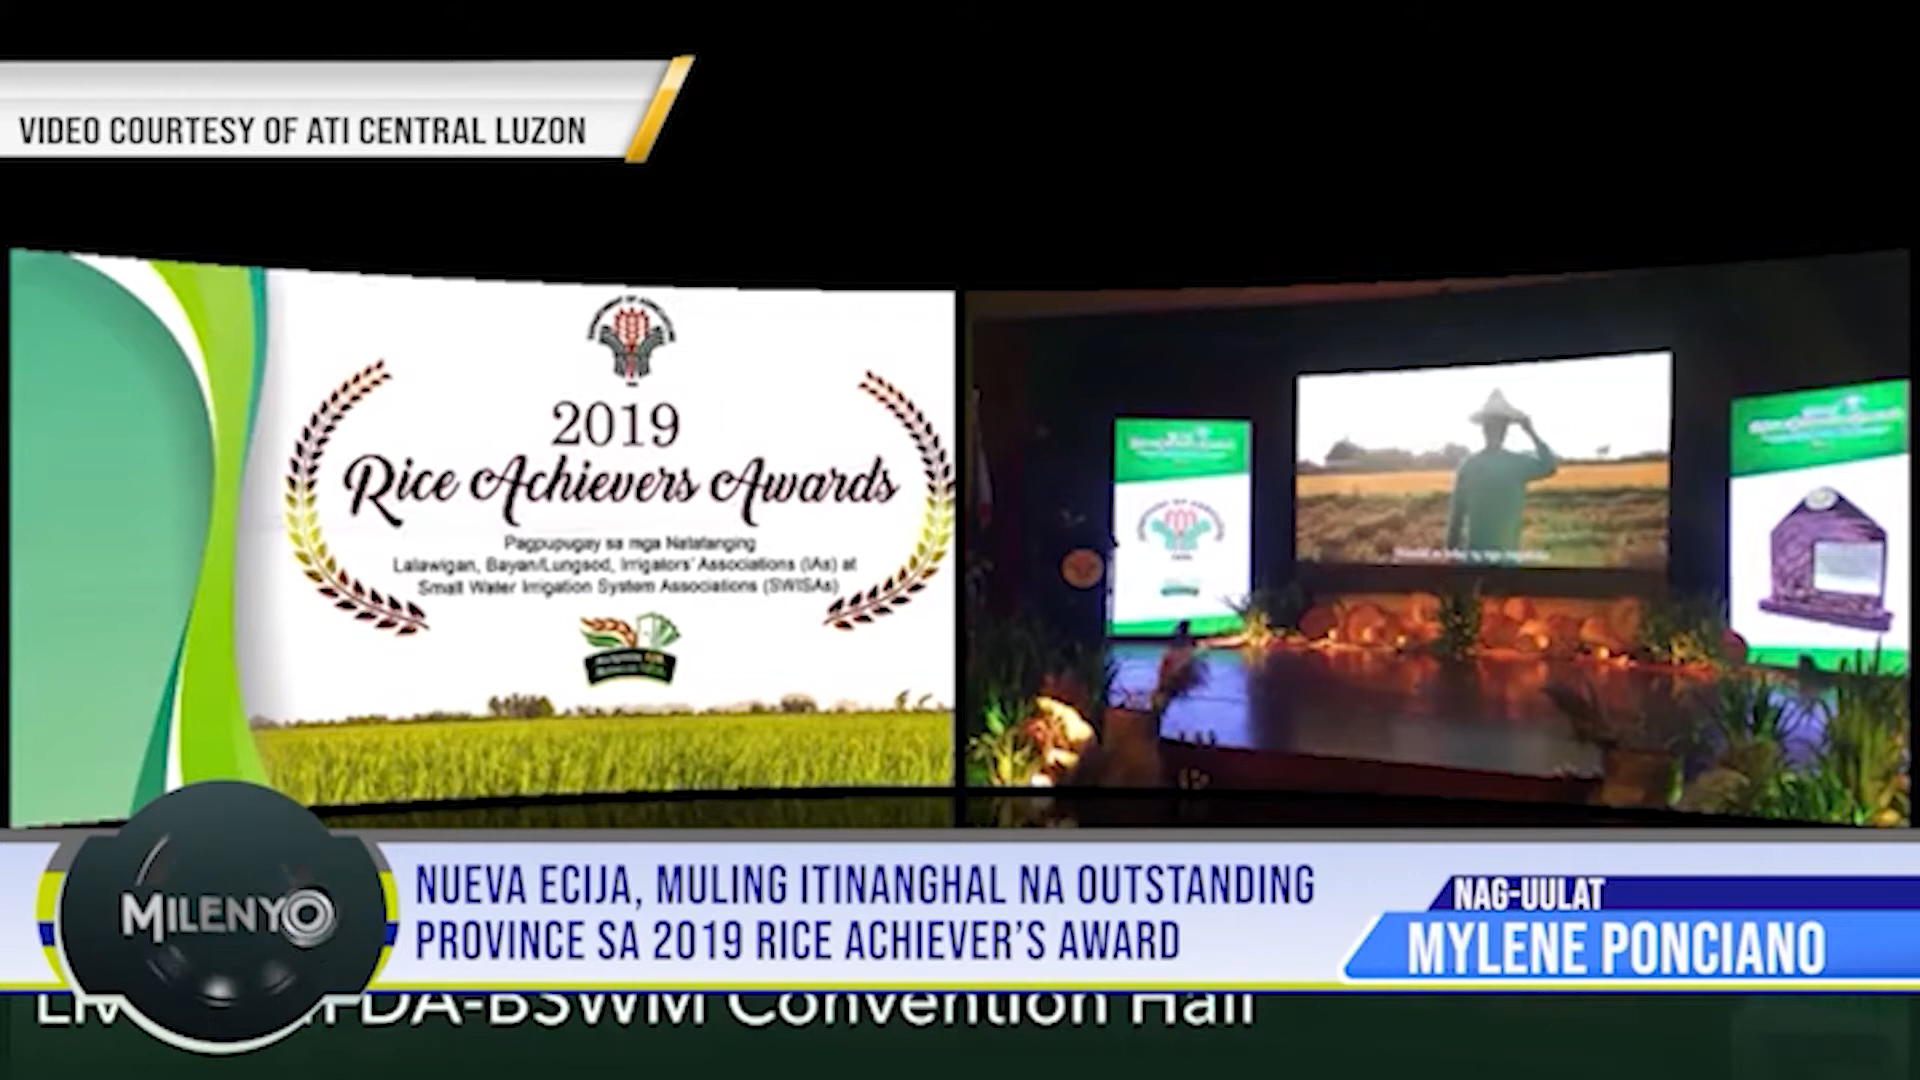 VIDEO COURTESY OF ATI CENTRAL LUZON
2019
Rice Achievers Awards
Pagpupugay sa mga Natatanging
Lalawigan, Bayan/Lungsod, Irrigators' Associations (IAs) at
Small Water Irrigation System Associations (SWISAs)
MILENYO
NUEVA ECIJA, MULING ITINANGHAL NA OUTSTANDING
PROVINCE SA 2019 RICE ACHIEVER'S AWARD
NAG-UULAT
MYLENE PONCIANO
DA-BSWM Convention Hall